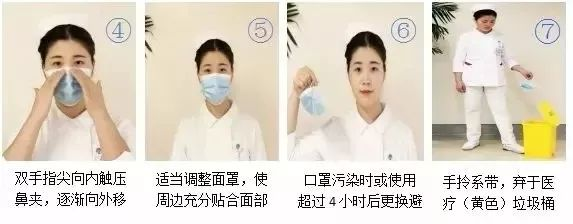 ④
双手指尖向内触压
鼻夹，逐渐向外移
⑤
适当调整面罩，使
周边充分贴合面部
⑥
口罩污染时或使用
超过4小时后更换避
⑦
手拎系带，弃于医
疗（黄色）垃圾桶